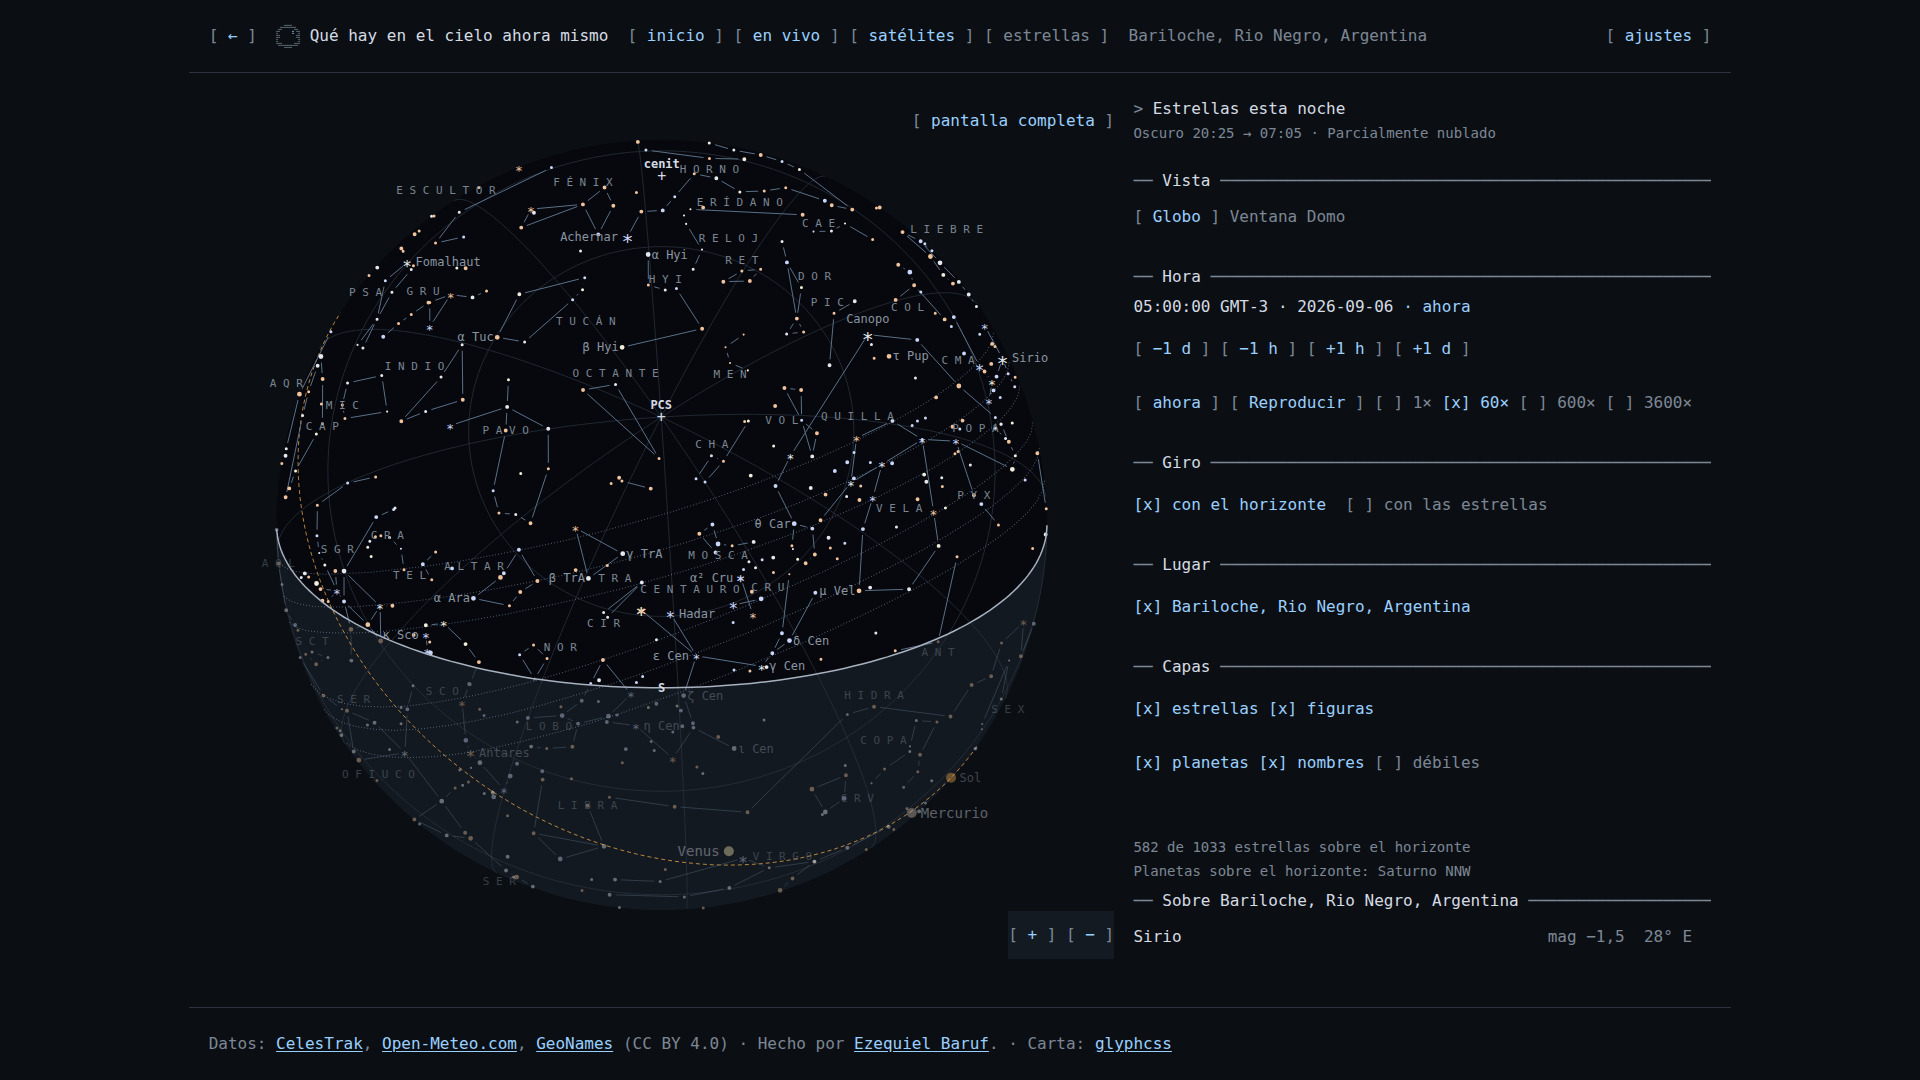 [ ← ] Qué hay en el cielo ahora mismo [ inicio ] [ en vivo ] [ satélites ] [ estrellas ] Bariloche, Rio Negro, Argentina [ ajustes ]
[ pantalla completa ]
cenit
HORNO
FÉNIX
ESCULTOR
ERÍDANO
CAE
LIEBRE
Achernar
RELOJ
α Hyi
RET
Fomalhaut
HYI
DOR
PSA
GRU
PIC
COL
TUCÁN
Canopo
α Tuc
β Hyi
τ Pup
CMA
Sirio
INDIO
OCTANTE
MEN
AQR
MIC
PCS
VOL
QUILLA
CAP
PAVO
POPA
CHA
PYX
VELA
θ Car
CRA
SGR
γ TrA
MOSCA
ALTAR
TEL
β TrA
TRA
α² Cru
CENTAURO
CRU
μ Vel
α Ara
Hadar
CIR
κ Sco
δ Cen
SCT
NOR
ε Cen
γ Cen
ANT
S
SER
SCO
ζ Cen
HIDRA
SEX
LOBO
η Cen
ι Cen
COPA
Antares
OFIUCO
Sol
LIBRA
CRV
Mercurio
Venus
VIRGO
SER
[ + ] [ − ]
> Estrellas esta noche
Oscuro 20:25 → 07:05 · Parcialmente nublado
Vista
[ Globo ] Ventana Domo
Hora
05:00:00 GMT-3 · 2026-09-06 · ahora
[ −1 d ] [ −1 h ] [ +1 h ] [ +1 d ]
[ ahora ] [ Reproducir ] [ ] 1× [x] 60× [ ] 600× [ ] 3600×
Giro
[x] con el horizonte [ ] con las estrellas
Lugar
[x] Bariloche, Rio Negro, Argentina
Capas
[x] estrellas [x] figuras
[x] planetas [x] nombres [ ] débiles
582 de 1033 estrellas sobre el horizonte
Planetas sobre el horizonte: Saturno NNW
Sobre Bariloche, Rio Negro, Argentina
Sirio mag −1,5 28° E
Datos: CelesTrak, Open-Meteo.com, GeoNames (CC BY 4.0) · Hecho por Ezequiel Baruf. · Carta: glyphcss